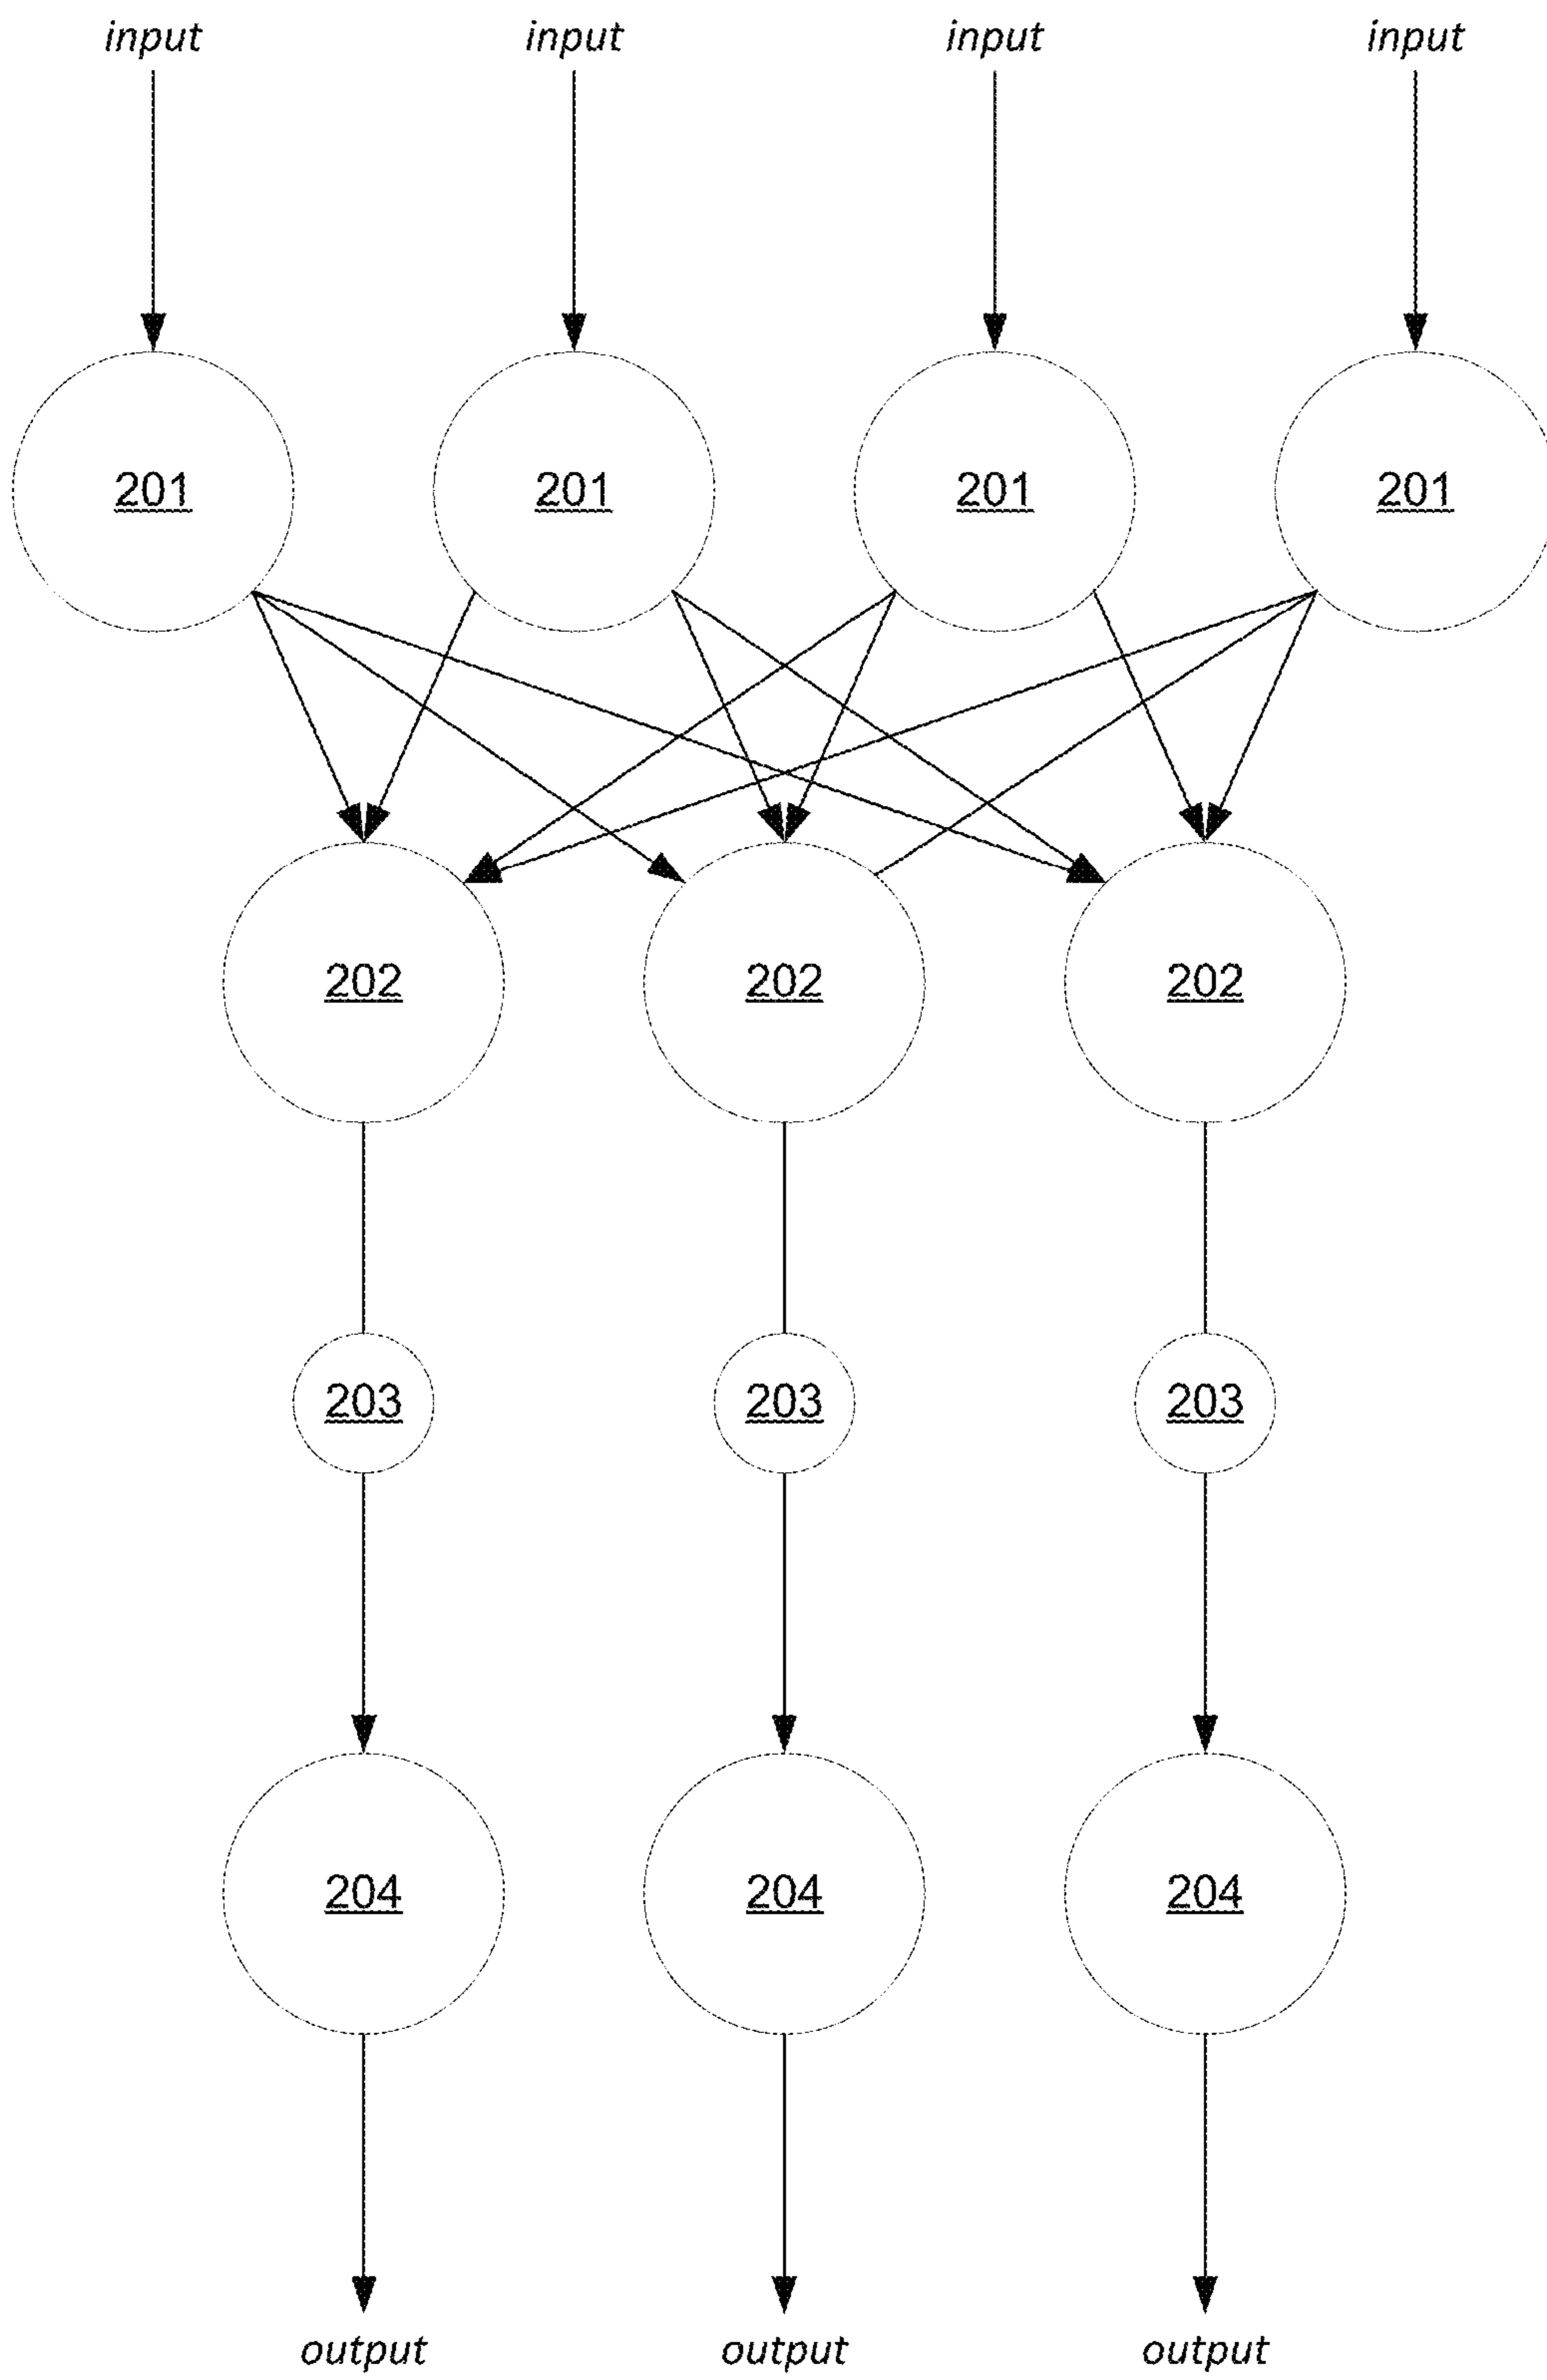 input input input input
201 201 201 201
202 202 202
203 203 203
204 204 204
output output output